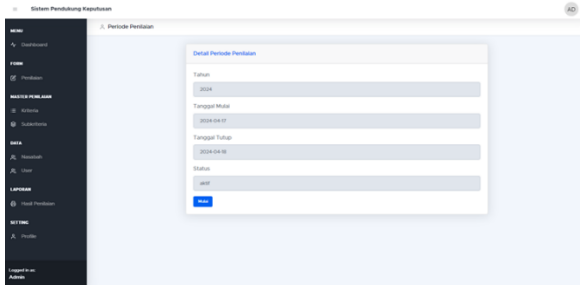 Sistem Pendukung Keputusan
AD
MENU
Dashboard
FORM
Penilaian
MASTER PENILAIAN
Kriteria
Subkriteria
DATA
Nasabah
User
LAPORAN
Hasil Penilaian
SETTING
Profile
Logged in as:
Admin
Periode Penilaian
Detail Periode Penilaian
Tahun
2024
Tanggal Mulai
2024-04-17
Tanggal Tutup
2024-04-18
Status
aktif
Mulai